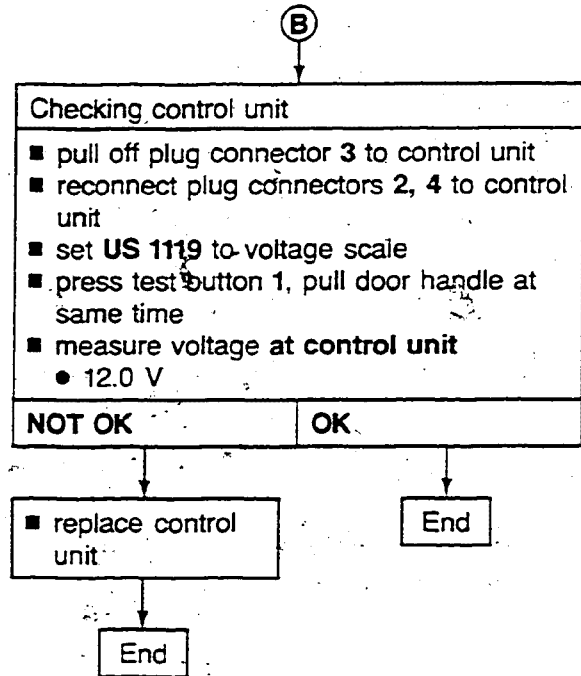 B
Checking control unit
■ pull off plug connector 3 to control unit
■ reconnect plug connectors 2, 4 to control
unit
■ set US 1119 to voltage scale
■ press test button 1, pull door handle at
same time
■ measure voltage at control unit
● 12.0 V
NOT OK
OK
■ replace control
unit
End
End